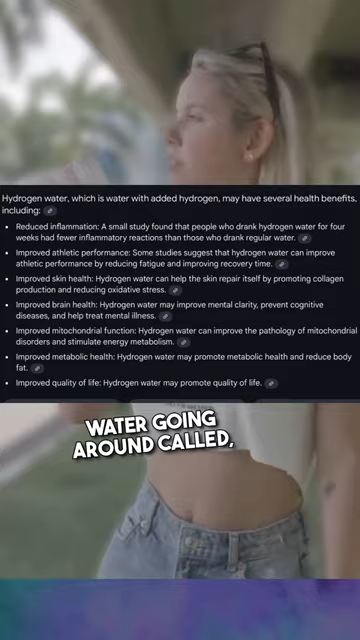 Hydrogen water, which is water with added hydrogen, may have several health benefits,
including:
• Reduced inflammation: A small study found that people who drank hydrogen water for four
weeks had fewer inflammatory reactions than those who drank regular water.
• Improved athletic performance: Some studies suggest that hydrogen water can improve
athletic performance by reducing fatigue and improving recovery time.
• Improved skin health: Hydrogen water can help the skin repair itself by promoting collagen
production and reducing oxidative stress.
• Improved brain health: Hydrogen water may improve mental clarity, prevent cognitive
diseases, and help treat mental illness.
• Improved mitochondrial function: Hydrogen water can improve the pathology of mitochondrial
disorders and stimulate energy metabolism.
• Improved metabolic health: Hydrogen water may promote metabolic health and reduce body
fat.
• Improved quality of life: Hydrogen water may promote quality of life.
WATER GOING
AROUND CALLED,